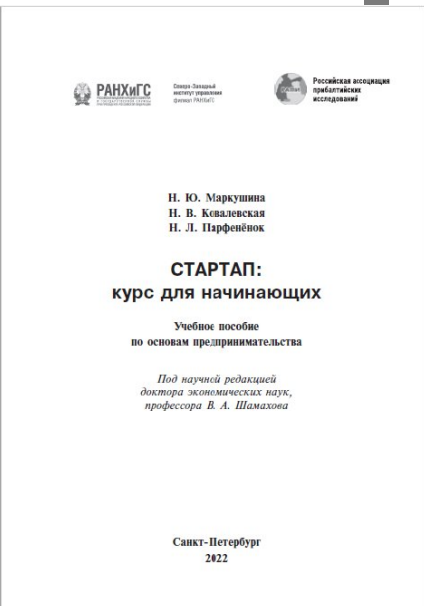 РАНХиГС
Северо-Западный
институт управления
филиал РАНХиГС
Российская ассоциация
прибалтийских
исследований
Н. Ю. Маркушина
Н. В. Ковалевская
Н. Л. Парфенёнок
СТАРТАП:
курс для начинающих
Учебное пособие
по основам предпринимательства
Под научной редакцией
доктора экономических наук,
профессора В. А. Шамахова
Санкт-Петербург
2022